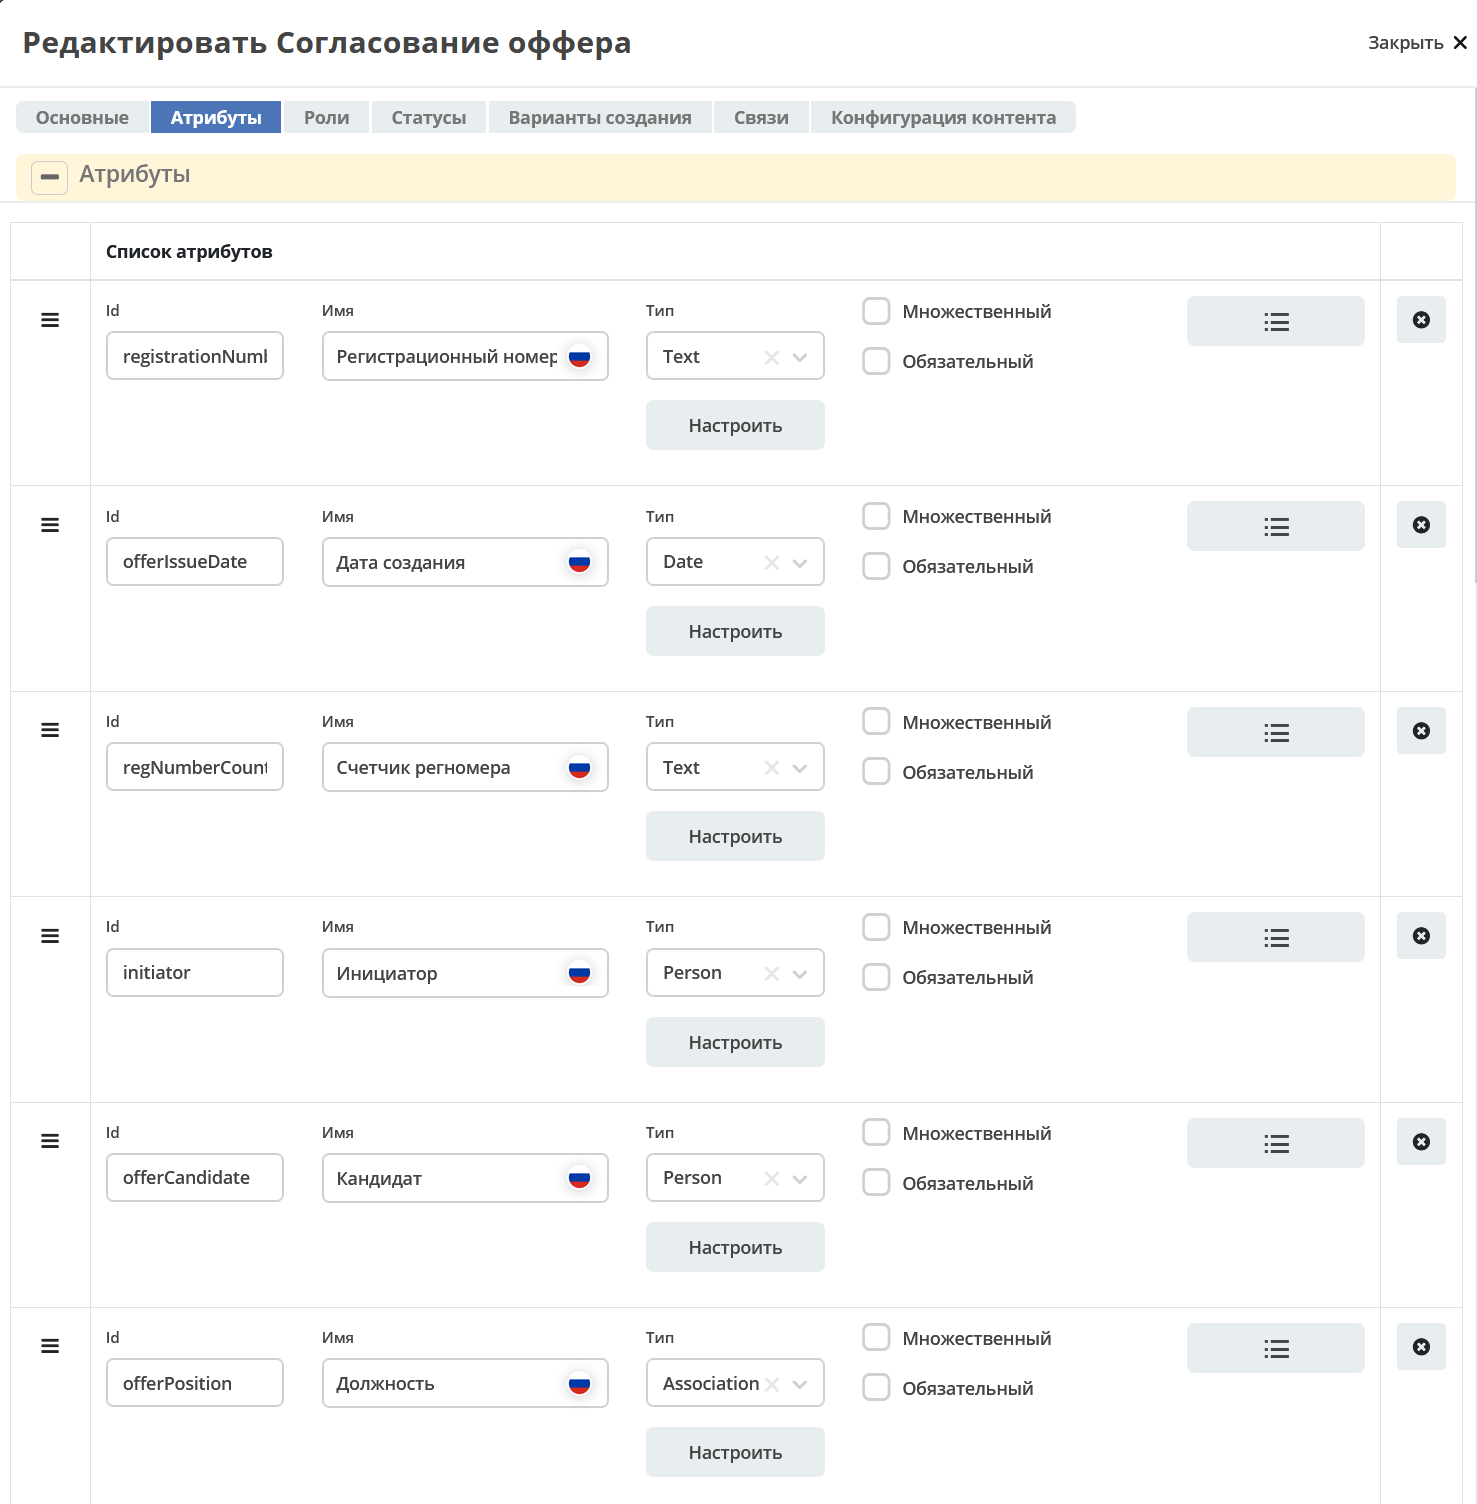 Редактировать Согласование оффера
Закрыть
Основные Атрибуты Роли Статусы Варианты создания Связи Конфигурация контента
Атрибуты
Список атрибутов
Id Имя Тип Множественный
registrationNuml Регистрационный номер Text Обязательный
Настроить
Id Имя Тип Множественный
offerIssueDate Дата создания Date Обязательный
Настроить
Id Имя Тип Множественный
regNumberCount Счетчик регномера Text Обязательный
Настроить
Id Имя Тип Множественный
initiator Инициатор Person Обязательный
Настроить
Id Имя Тип Множественный
offerCandidate Кандидат Person Обязательный
Настроить
Id Имя Тип Множественный
offerPosition Должность Association Обязательный
Настроить